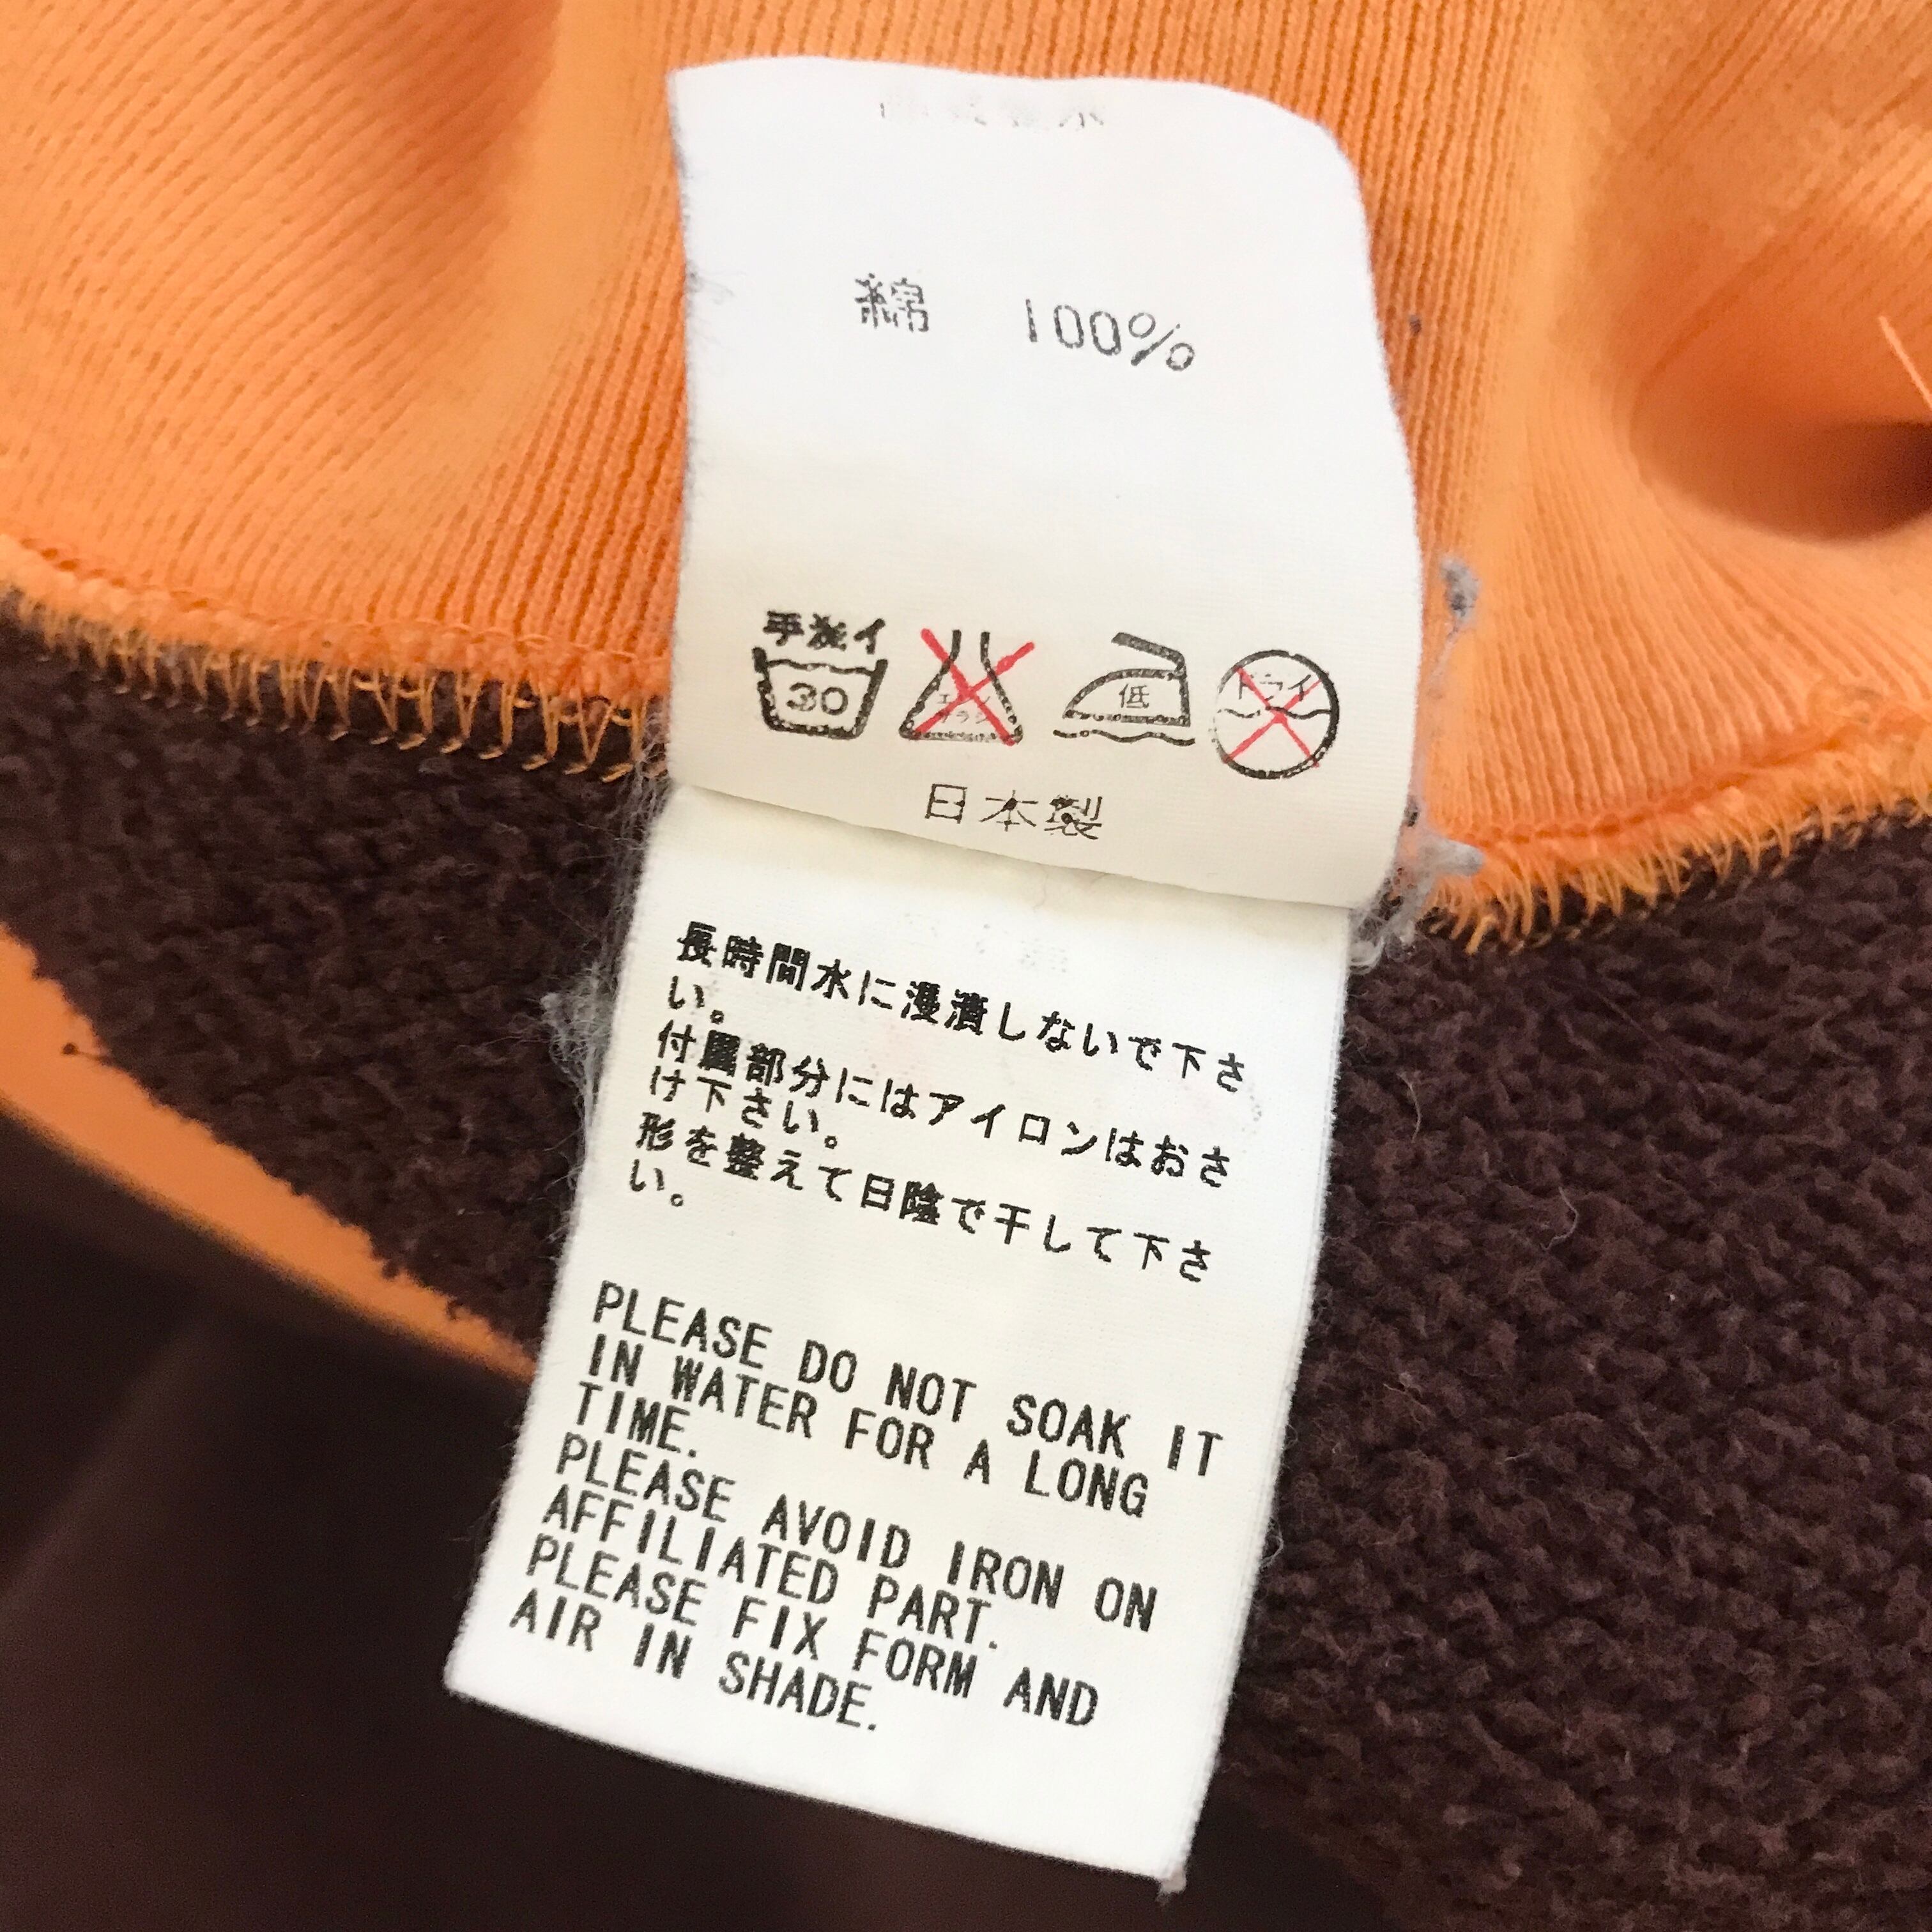 綿 100%
手洗イ
30
低
ドライ
日本製
長時間水に浸漬しないで下さ
い。
付属部分にはアイロンはおさ
け下さい。
形を整えて日陰で干して下さ
い。
PLEASE DO NOT SOAK IT
IN WATER FOR A LONG
TIME.
PLEASE AVOID IRON ON
AFFILIATED PART.
PLEASE FIX FORM AND
AIR IN SHADE.